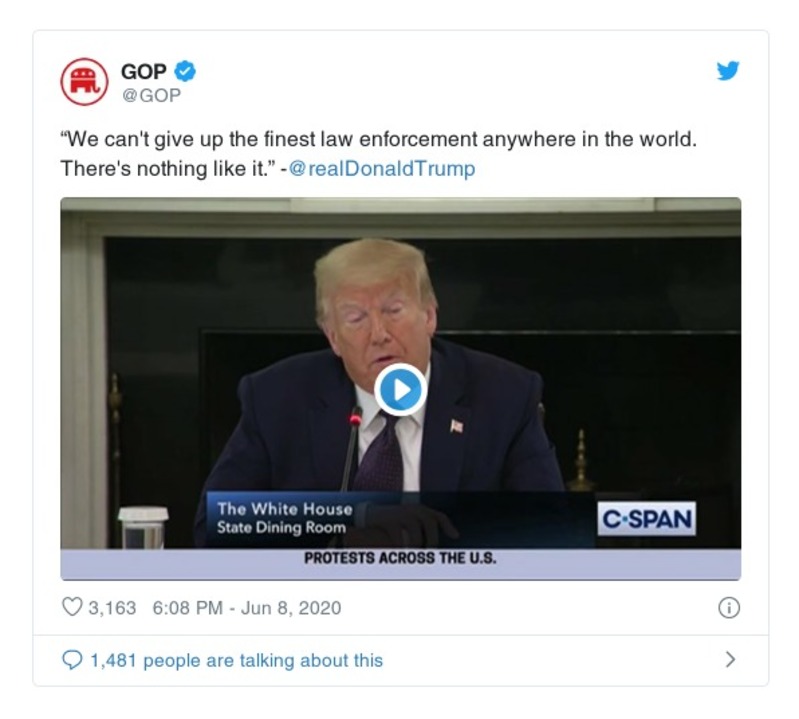 GOP
@GOP
“We can't give up the finest law enforcement anywhere in the world.
There's nothing like it.” -@realDonaldTrump
The White House
State Dining Room
C-SPAN
PROTESTS ACROSS THE U.S.
3,163 6:08 PM - Jun 8, 2020
1,481 people are talking about this